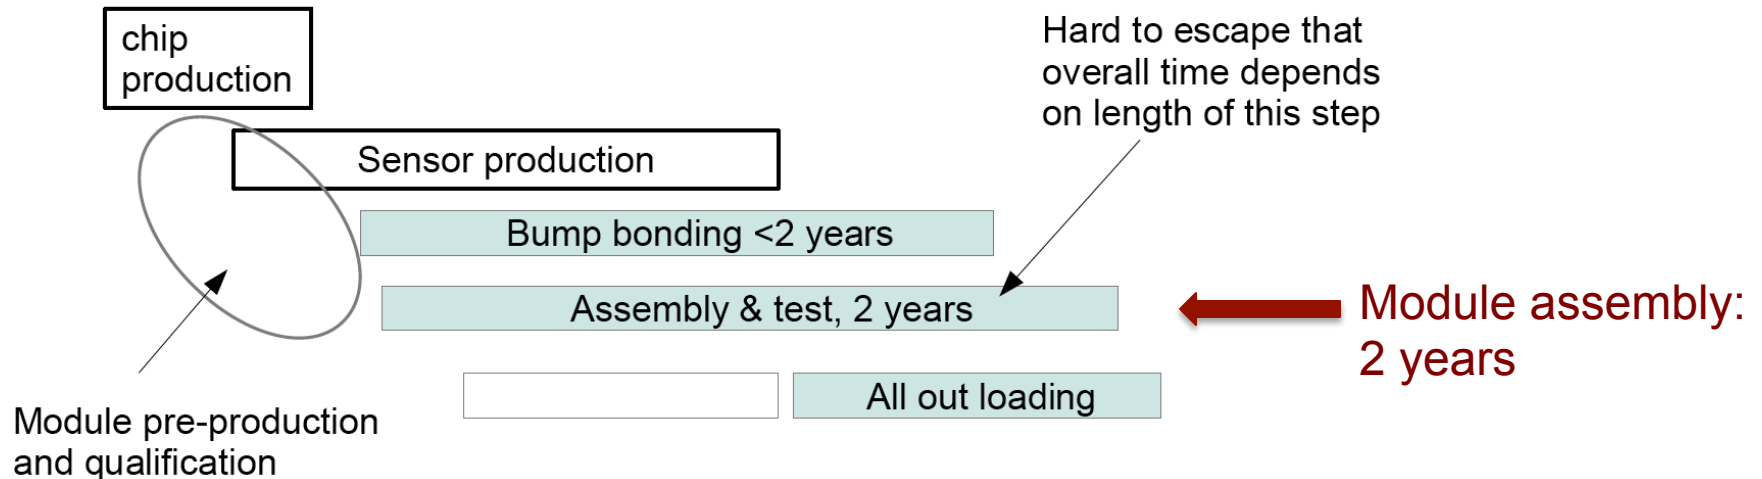 chip
production
Hard to escape that
overall time depends
on length of this step
Sensor production
Bump bonding <2 years
Assembly & test, 2 years
Module assembly:
2 years
All out loading
Module pre-production
and qualification